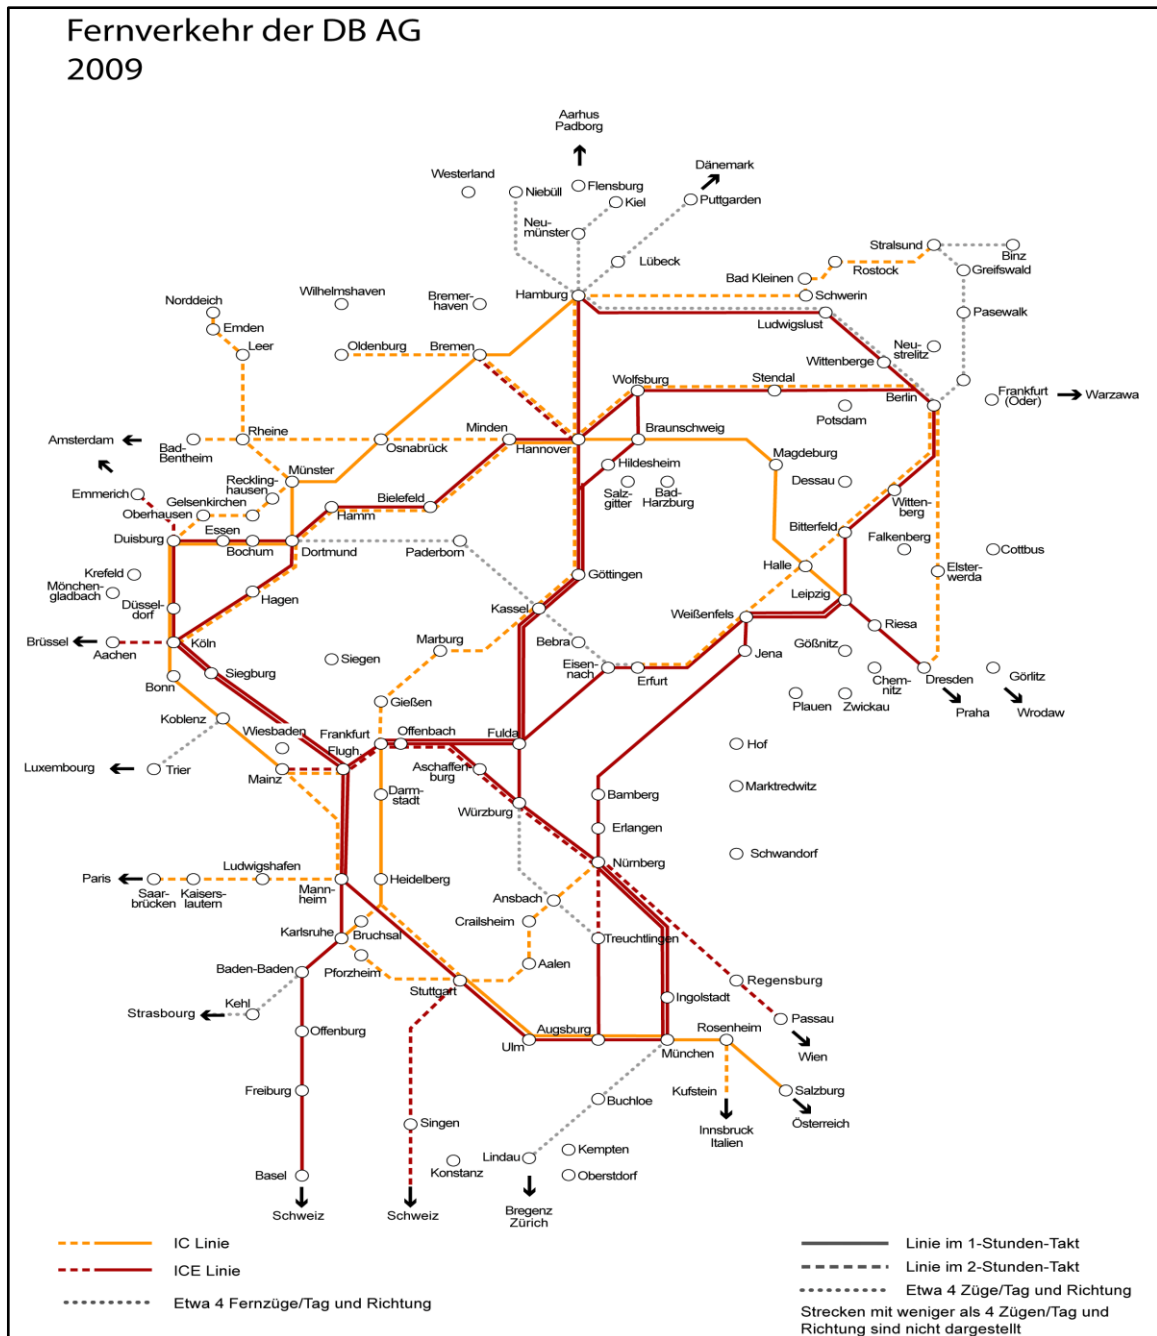 Fernverkehr der DB AG
2009
Aarhus
Padborg
Dänemark
Westerland
Niebüll
Flensburg
Kiel
Puttgarden
Neu-
münster
Lübeck
Stralsund
Binz
Rostock
Greifswald
Bad Kleinen
Norddeich
Wilhelmshaven
Bremer-
haven
Hamburg
Schwerin
Emden
Ludwigslust
Pasewalk
Leer
Oldenburg
Bremen
Neu-
strelitz
Wittenberge
Wolfsburg
Stendal
Berlin
Frankfurt
(Oder)
Warzawa
Potsdam
Amsterdam
Bad-
Bentheim
Rheine
Osnabrück
Minden
Hannover
Braunschweig
Magdeburg
Münster
Hildesheim
Emmerich
Reckling-
hausen
Gelsenkirchen
Oberhausen
Bielefeld
Hamm
Salz-
gitter
Bad-
Harzburg
Dessau
Witten-
berg
Bitterfeld
Duisburg
Essen
Bochum
Dortmund
Paderborn
Falkenberg
Cottbus
Krefeld
Mönchen-
gladbach
Hagen
Göttingen
Halle
Elster-
werda
Düssel-
dorf
Kassel
Leipzig
Weißenfels
Riesa
Brüssel
Aachen
Köln
Marburg
Bebra
Gößnitz
Siegen
Jena
Siegburg
Eisen-
nach
Erfurt
Chem-
nitz
Dresden
Görlitz
Bonn
Plauen
Zwickau
Praha
Wrodaw
Gießen
Koblenz
Wiesbaden
Frankfurt
Flugh.
Offenbach
Fulda
Hof
Luxembourg
Trier
Mainz
Aschaffen-
burg
Darm-
stadt
Würzburg
Bamberg
Marktredwitz
Erlangen
Nürnberg
Schwandorf
Paris
Saar-
brücken
Kaisers-
lautern
Ludwigshafen
Mann-
heim
Heidelberg
Ansbach
Crailsheim
Karlsruhe
Bruchsal
Treuchtlingen
Baden-Baden
Pforzheim
Aalen
Stuttgart
Regensburg
Strasbourg
Kehl
Ingolstadt
Passau
Wien
Offenburg
Augsburg
Ulm
München
Rosenheim
Freiburg
Kufstein
Salzburg
Buchloe
Österreich
Singen
Innsbruck
Italien
Kempten
Lindau
Konstanz
Oberstdorf
Basel
Schweiz
Schweiz
Bregenz
Zürich
IC Linie
ICE Linie
Etwa 4 Fernzüge/Tag und Richtung
Linie im 1-Stunden-Takt
Linie im 2-Stunden-Takt
Etwa 4 Züge/Tag und Richtung
Strecken mit weniger als 4 Zügen/Tag und
Richtung sind nicht dargestellt